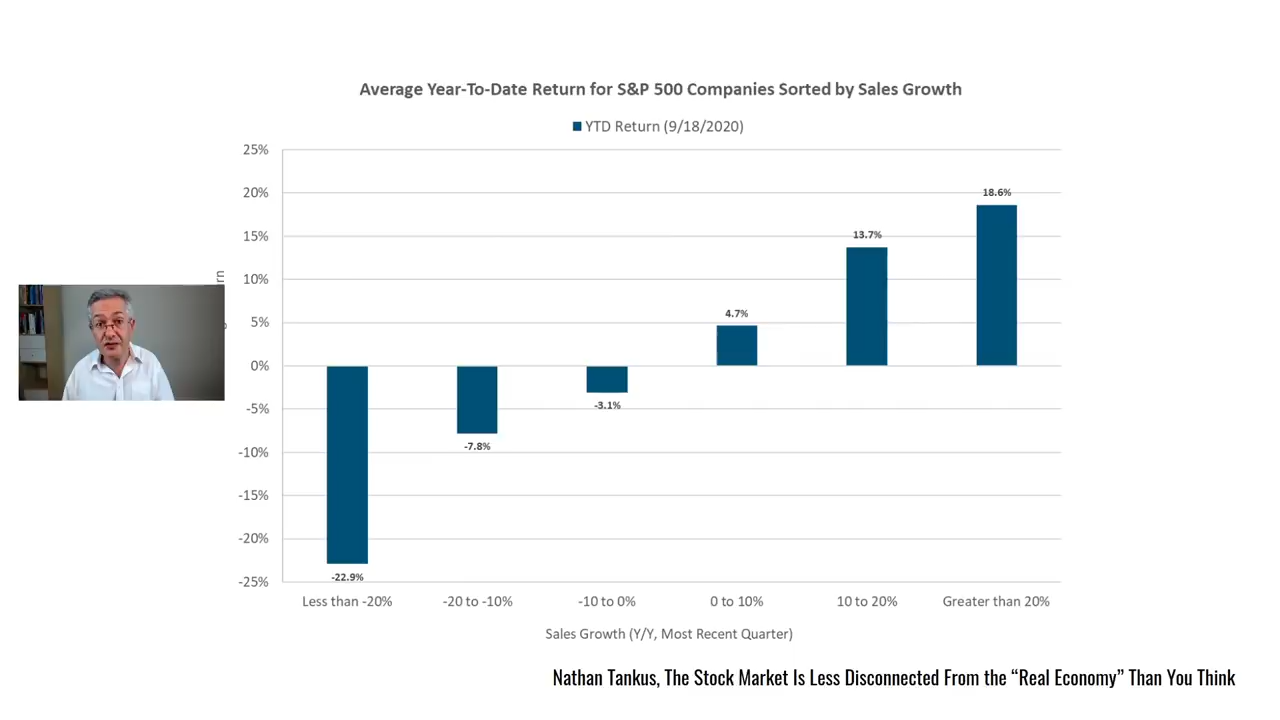 Average Year-To-Date Return for S&P 500 Companies Sorted by Sales Growth
YTD Return (9/18/2020)
25%
20%
15%
10%
5%
0%
-5%
-10%
-15%
-20%
-25%
-22.9%
-7.8%
-3.1%
4.7%
13.7%
18.6%
Less than -20%
-20 to -10%
-10 to 0%
0 to 10%
10 to 20%
Greater than 20%
Sales Growth (Y/Y, Most Recent Quarter)
Nathan Tankus, The Stock Market Is Less Disconnected From the “Real Economy” Than You Think